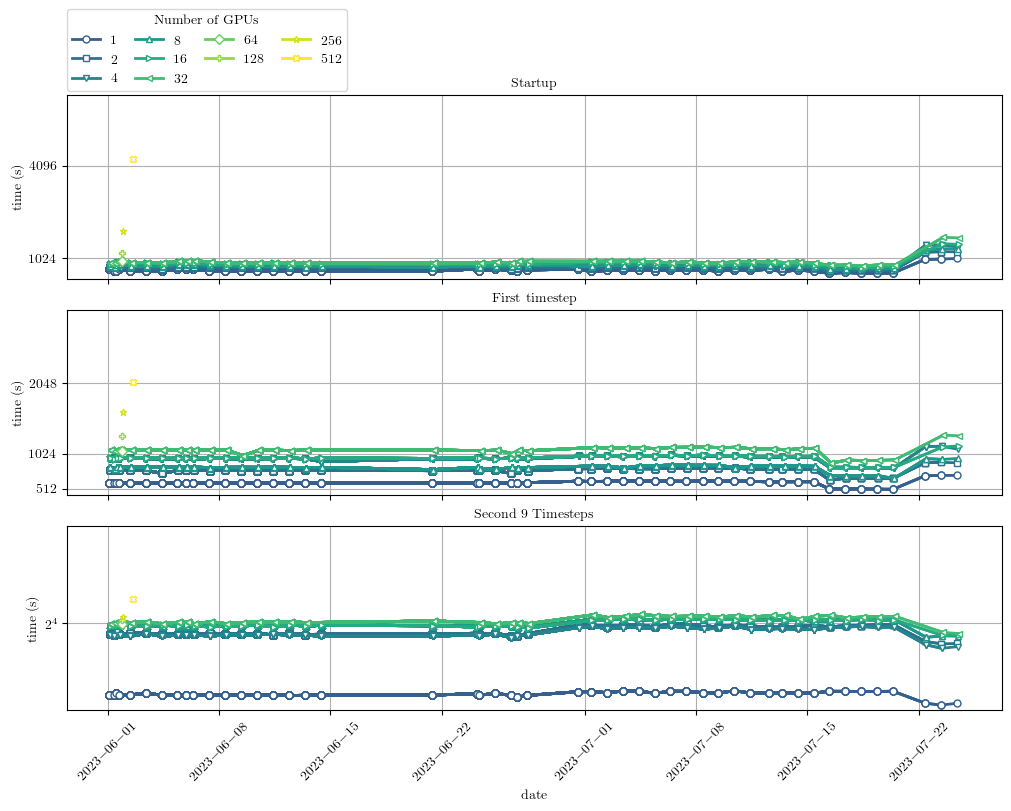 Number of GPUs
1 8 64 256
2 16 128 512
4 32
Startup
time (s)
4096
1024
First timestep
time (s)
2048
1024
512
Second 9 Timesteps
time (s)
2⁴
2023−06−01 2023−06−08 2023−06−15 2023−06−22 2023−07−01 2023−07−08 2023−07−15 2023−07−22
date